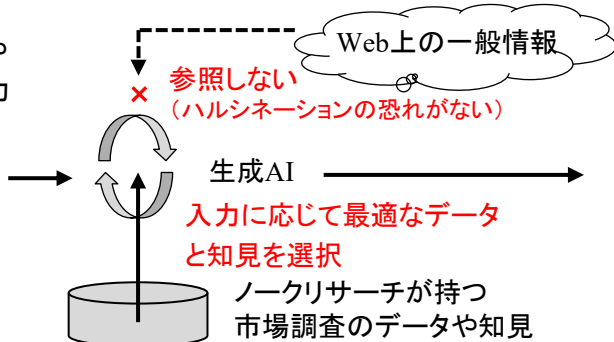 Web上の一般情報
参照しない
（ハルシネーションの恐れがない）
×
生成AI
入力に応じて最適なデータ
と知見を選択
ノークリサーチが持つ
市場調査のデータや知見